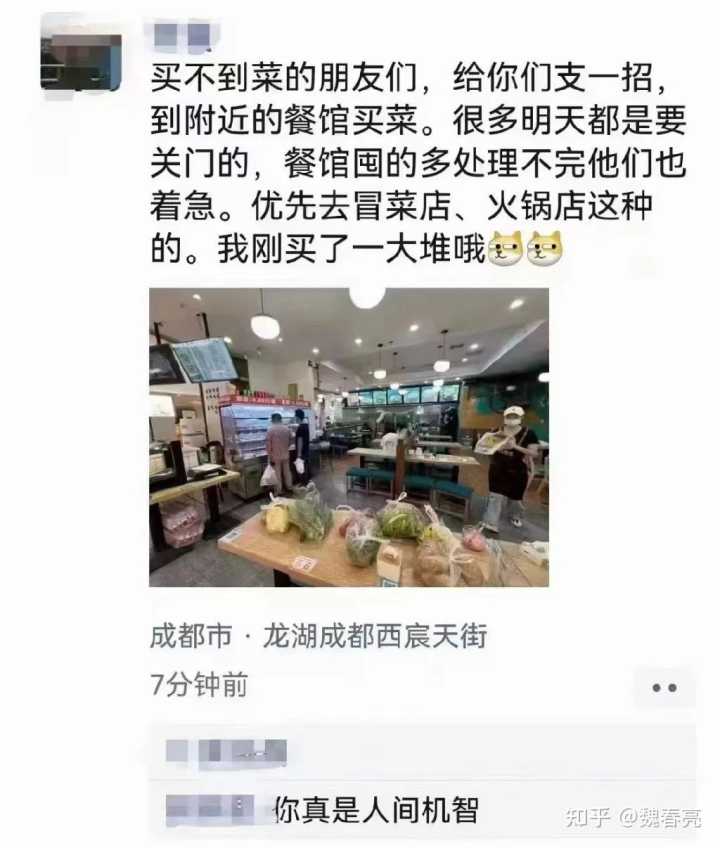 买不到菜的朋友们，给你们支一招，
到附近的餐馆买菜。很多明天都是要
关门的，餐馆囤的多处理不完他们也
着急。优先去冒菜店、火锅店这种
的。我刚买了一大堆哦
成都市 · 龙湖成都西宸天街
7分钟前
你真是人间机智
知乎 @魏春亮